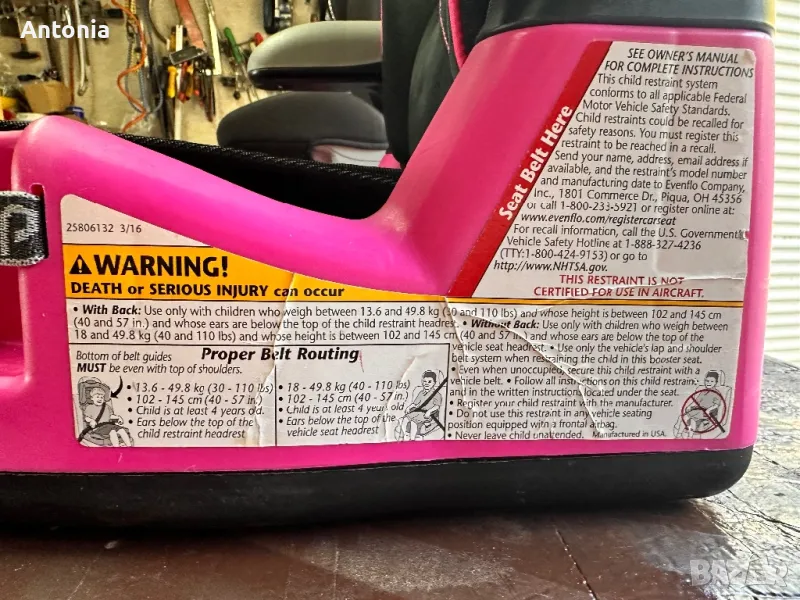 Antonia
SEE OWNER'S MANUAL
FOR COMPLETE INSTRUCTIONS
This child restraint system
conforms to all applicable Federal
Motor Vehicle Safety Standards.
Child restraints could be recalled for
safety reasons. You must register this
restraint to be reached in a recall.
Send your name, address, email address if
available, and the restraint's model number
and manufacturing date to Evenflo Company,
Inc., 1801 Commerce Dr., Piqua, OH 45356
or call 1-800-233-5921 or register online at:
www.evenflo.com/registercarseat
For recall information, call the U.S. Government's
Vehicle Safety Hotline at 1-888-327-4236
(TTY:1-800-424-9153) or go to
http://www.NHTSA.gov.
THIS RESTRAINT IS NOT
CERTIFIED FOR USE IN AIRCRAFT.
Seat Belt Here
25806132 3/16
WARNING!
DEATH or SERIOUS INJURY can occur
• With Back: Use only with children who weigh between 13.6 and 49.8 kg (30 and 110 lbs) and whose height is between 102 and 145 cm
(40 and 57 in.) and whose ears are below the top of the child restraint headrest. • Without Back: Use only with children who weigh between
18 and 49.8 kg (40 and 110 lbs) and whose height is between 102 and 145 cm (40 and 57 in.) and whose ears are below the top of the
vehicle seat headrest. • Use only the vehicle's lap and shoulder
belt system when restraining the child in this booster seat.
• Even when unoccupied, secure this child restraint with a
vehicle belt. • Follow all instructions on this child restraint
and in the written instructions located under the seat.
• Register your child restraint with the manufacturer.
• Do not use this restraint in any vehicle seating
position equipped with a frontal airbag.
• Never leave child unattended. Manufactured in USA.
Proper Belt Routing
Bottom of belt guides
MUST be even with top of shoulders.
• 13.6 - 49.8 kg (30 - 110 lbs)
• 102 - 145 cm (40 - 57 in.)
• Child is at least 4 years old.
• Ears below the top of the
child restraint headrest
• 18 - 49.8 kg (40 - 110 lbs)
• 102 - 145 cm (40 - 57 in.)
• Child is at least 4 years old
• Ears below the top of the
vehicle seat headrest
BAZAR.BG